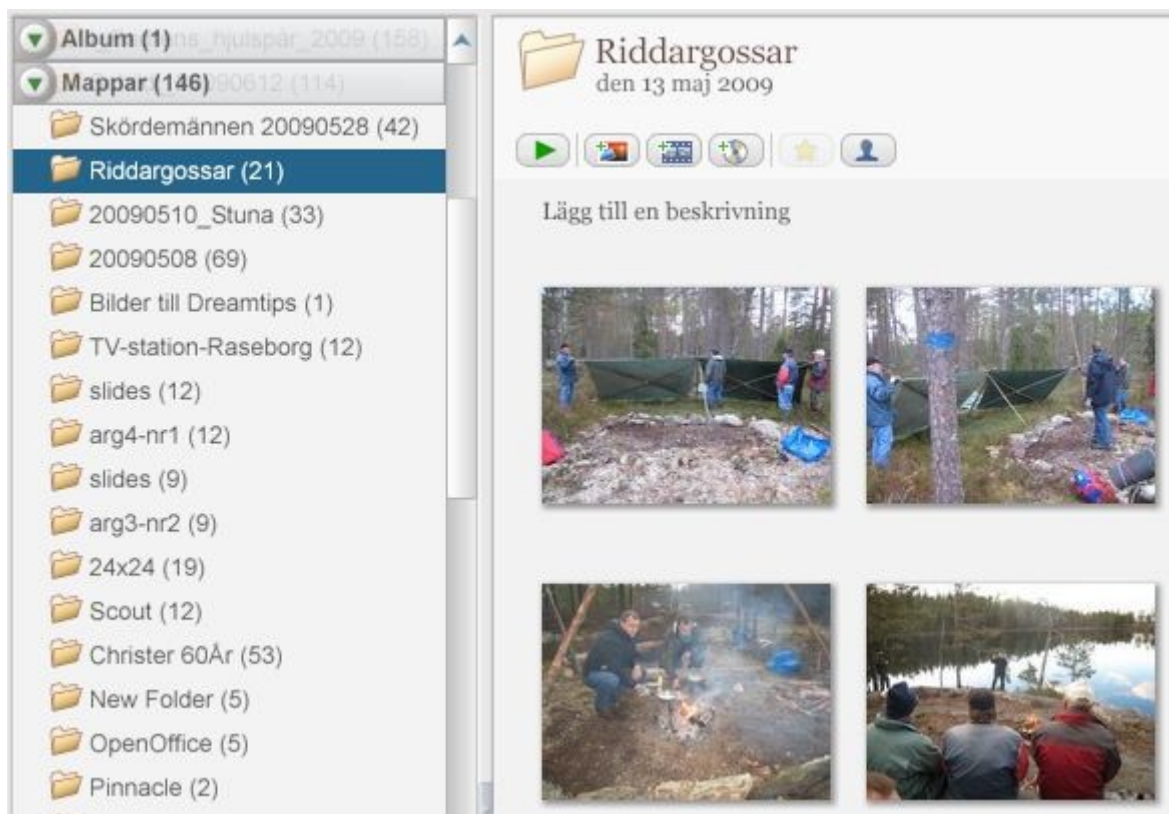 Album (1)
Mappar (146)
Skördemännen 20090528 (42)
Riddargossar (21)
20090510_Stuna (33)
20090508 (69)
Bilder till Dreamtips (1)
TV-station-Raseborg (12)
slides (12)
arg4-nr1 (12)
slides (9)
arg3-nr2 (9)
24x24 (19)
Scout (12)
Christer 60År (53)
New Folder (5)
OpenOffice (5)
Pinnacle (2)
Riddargossar
den 13 maj 2009
Lägg till en beskrivning